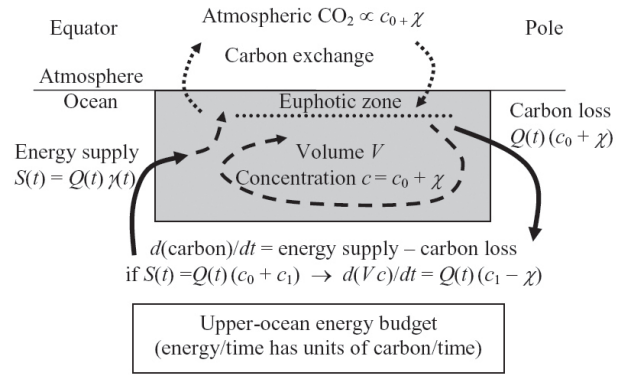 Equator
Atmospheric CO₂ ∝ c₀ + χ
Pole
Carbon exchange
Atmosphere
Ocean
Euphotic zone
Carbon loss
Q(t) (c₀ + χ)
Energy supply
S(t) = Q(t) γ(t)
Volume V
Concentration c = c₀ + χ
d(carbon)/dt = energy supply – carbon loss
if S(t) =Q(t) (c₀ + c₁) → d(Vc)/dt = Q(t) (c₁ – χ)
Upper-ocean energy budget
(energy/time has units of carbon/time)